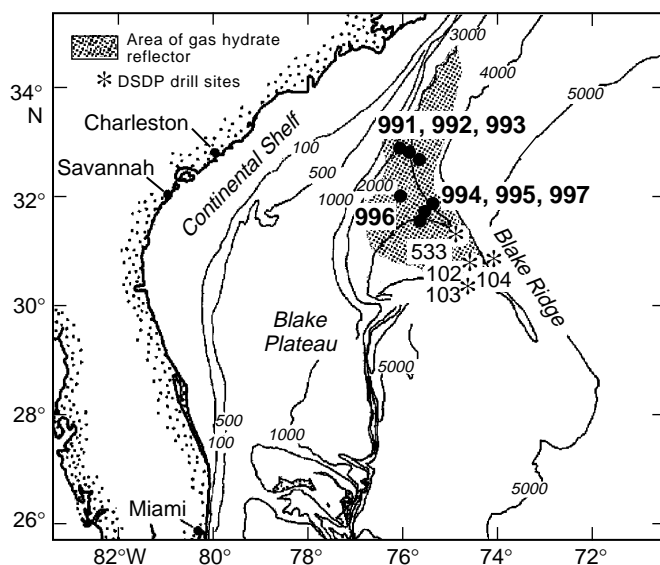 Area of gas hydrate
reflector
DSDP drill sites
3000
34°
N
4000
5000
Charleston
100
991, 992, 993
Savannah
Continental Shelf
500
32°
1000
2000
994, 995, 997
996
533
102
104
103
Blake Ridge
30°
Blake
Plateau
5000
28°
500
100
1000
5000
Miami
26°
82°W
80°
78°
76°
74°
72°